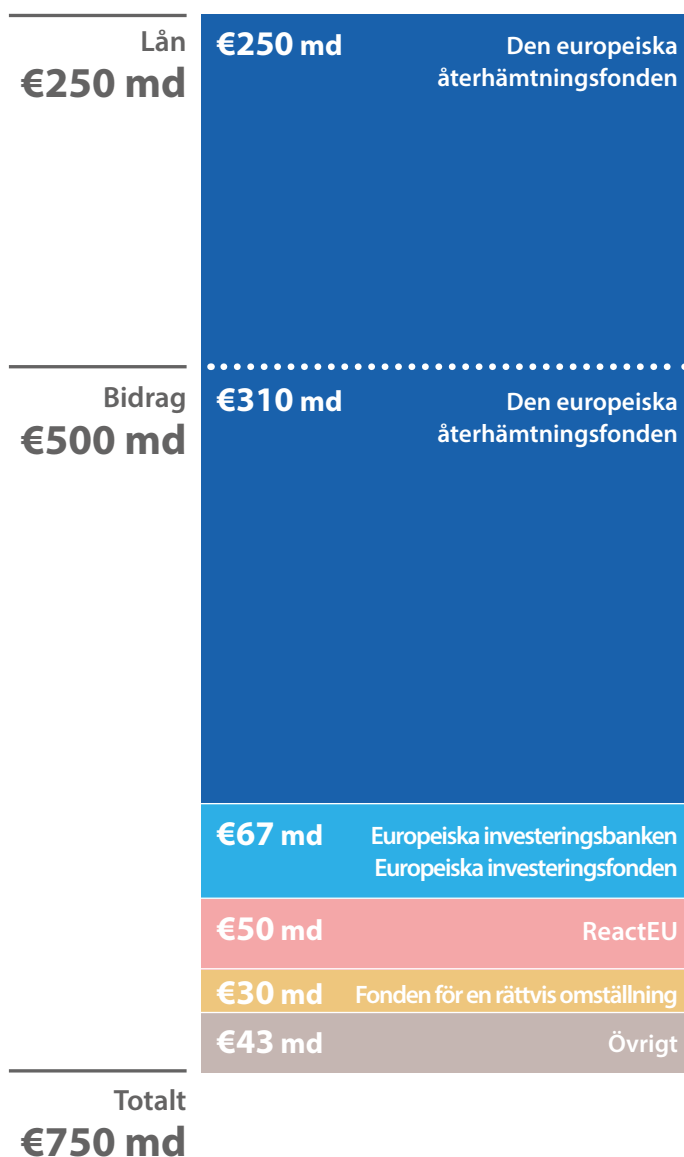 Lån
€250 md
€250 md
Den europeiska
återhämtningsfonden
Bidrag
€500 md
€310 md
Den europeiska
återhämtningsfonden
€67 md
Europeiska investeringsbanken
Europeiska investeringsfonden
€50 md
ReactEU
€30 md
Fonden för en rättvis omställning
€43 md
Övrigt
Totalt
€750 md